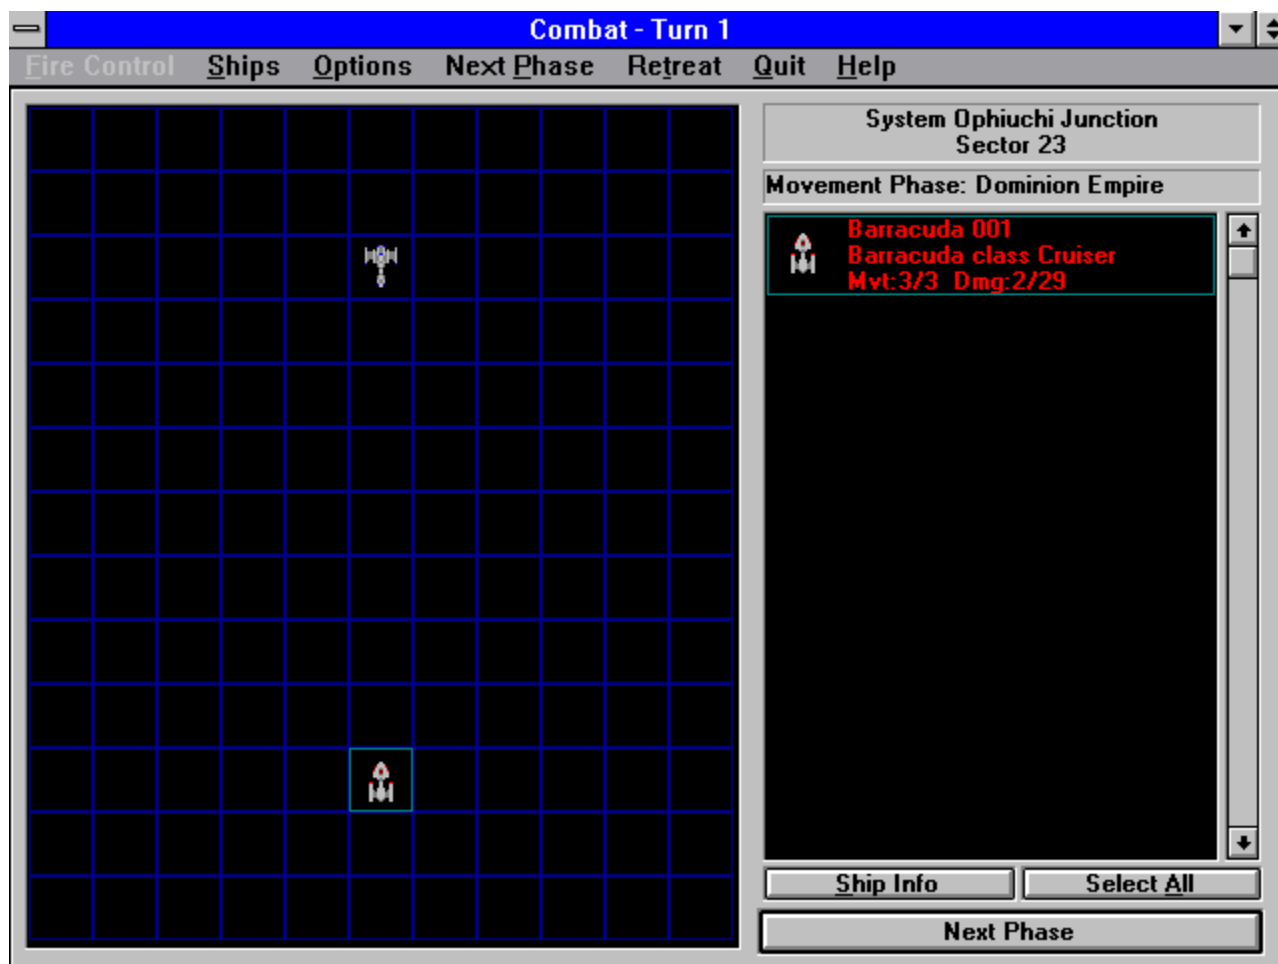 Combat - Turn 1
Fire Control Ships Options Next Phase Retreat Quit Help
System Ophiuchi Junction
Sector 23
Movement Phase: Dominion Empire
Barracuda 001
Barracuda class Cruiser
Mvt:3/3 Dmg:2/29
Ship Info Select All
Next Phase